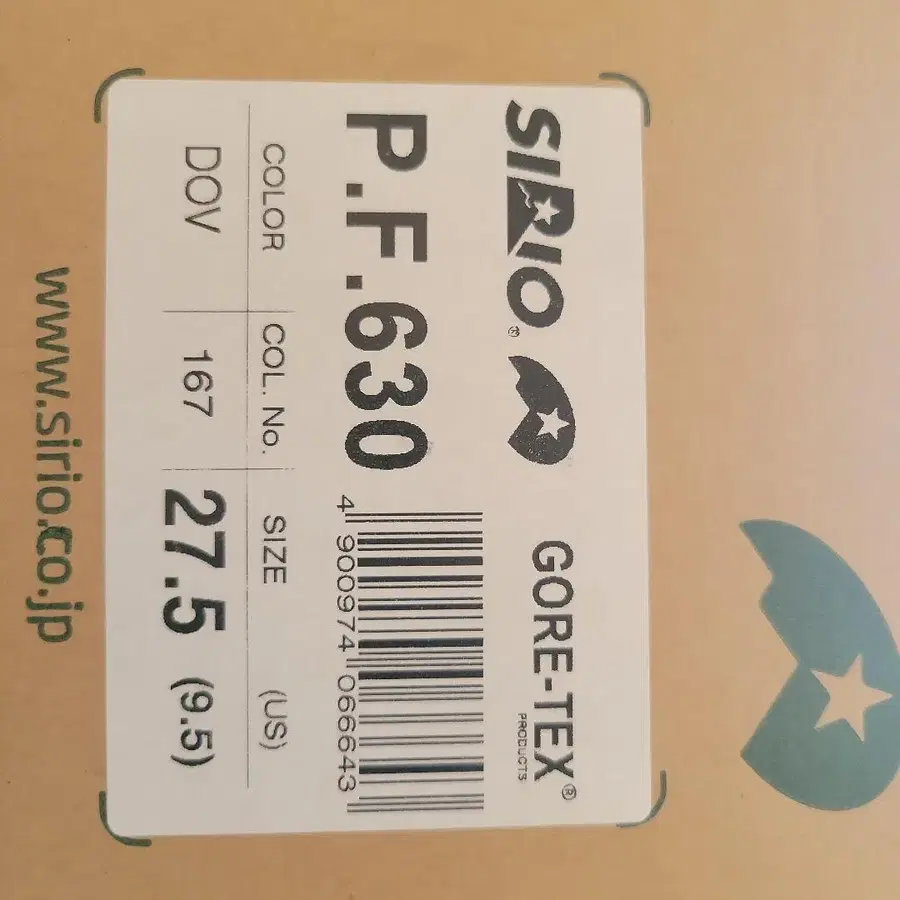 SIRIO®
GORE-TEX®
PRODUCTS
P.F.630
4 900974 066643
COLOR COL. No. SIZE (US)
DOV 167 27.5 (9.5)
www.sirio.co.jp